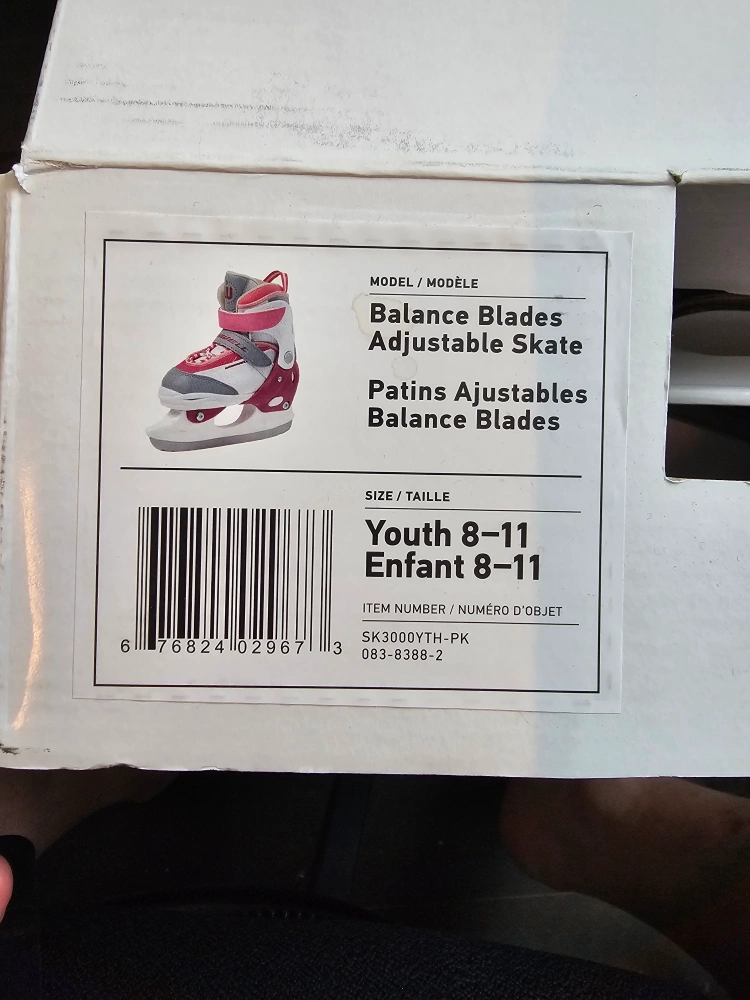 MODEL / MODÈLE
Balance Blades
Adjustable Skate
Patins Ajustables
Balance Blades
SIZE / TAILLE
Youth 8–11
Enfant 8–11
ITEM NUMBER / NUMÉRO D'OBJET
SK3000YTH-PK
083-8388-2
6 76824 02967 3